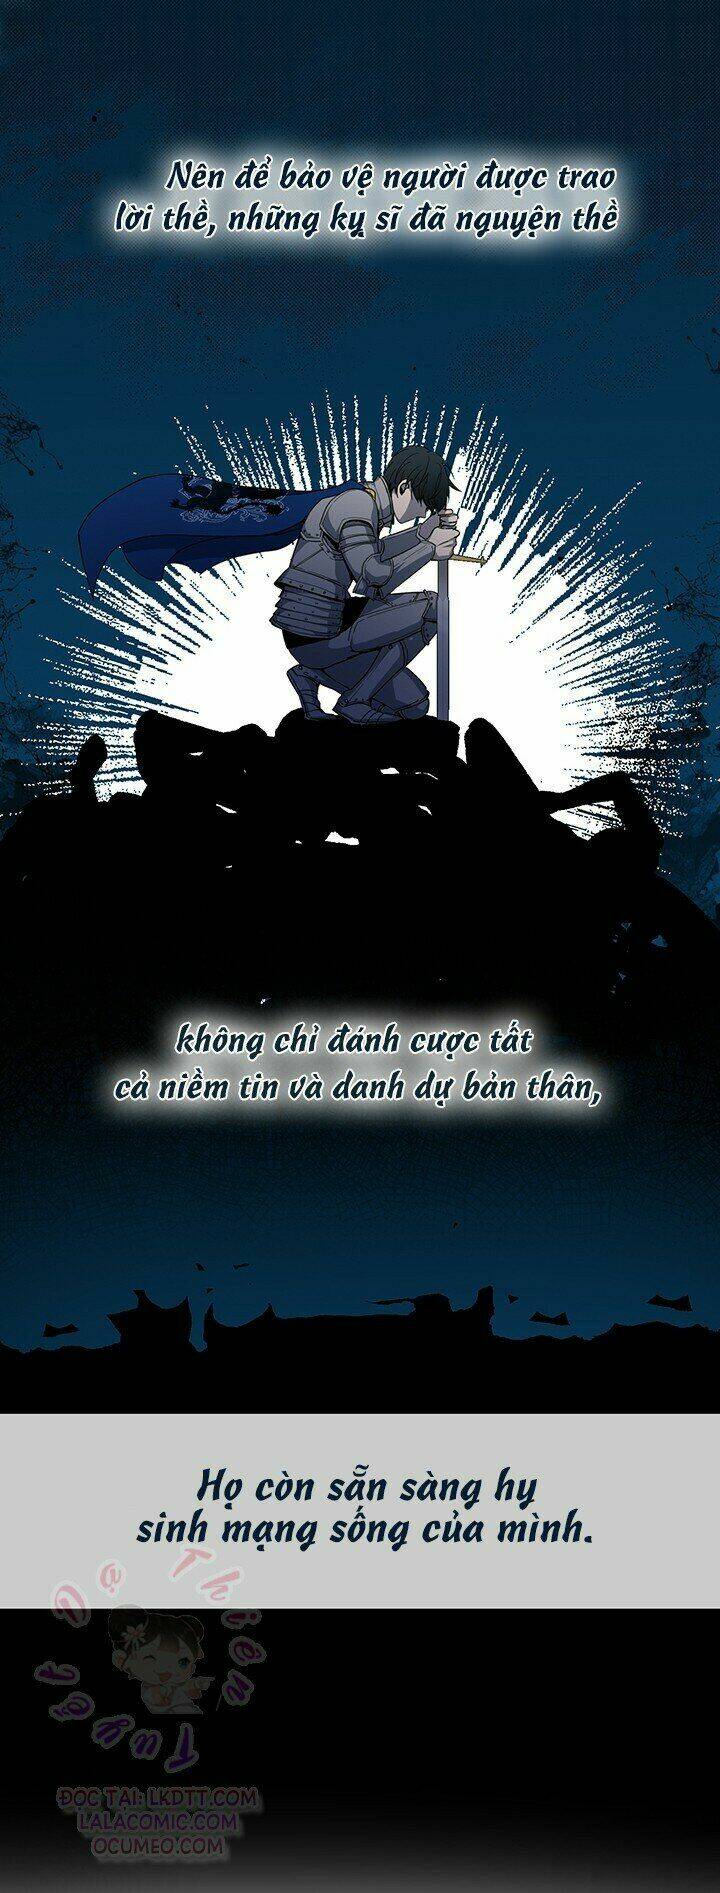 Nên để bảo vệ người được trao
lời thề, những kỵ sĩ đã nguyện thề
không chỉ đánh cược tất
cả niềm tin và danh dự bản thân,
Họ còn sẵn sàng hy
sinh mạng sống của mình.
Dạ Thiên
Tuyệt
ĐỌC TẠI: LKDTT.COM
LALACOMIC.COM
OCUMEO.COM